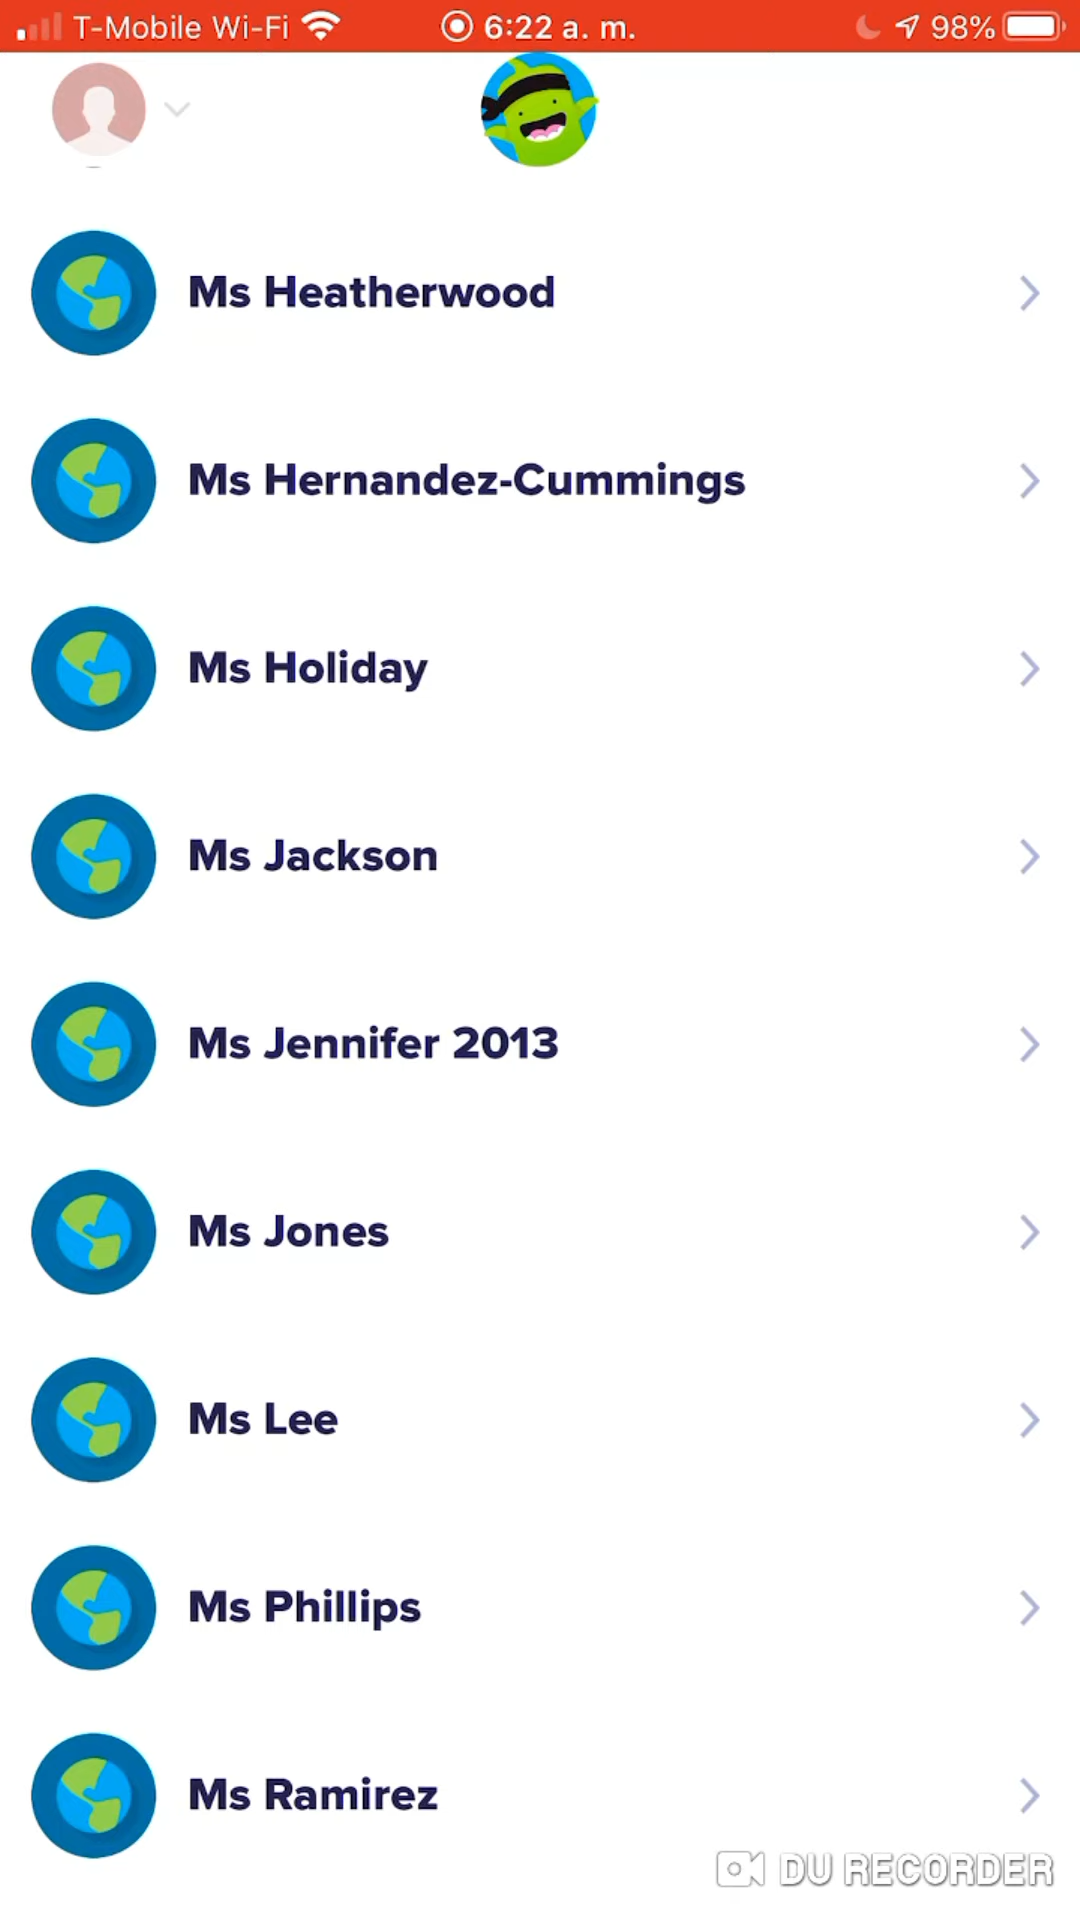 T-Mobile Wi-Fi 6:22 a. m. 98%
Ms Heatherwood
Ms Hernandez-Cummings
Ms Holiday
Ms Jackson
Ms Jennifer 2013
Ms Jones
Ms Lee
Ms Phillips
Ms Ramirez
DU RECORDER